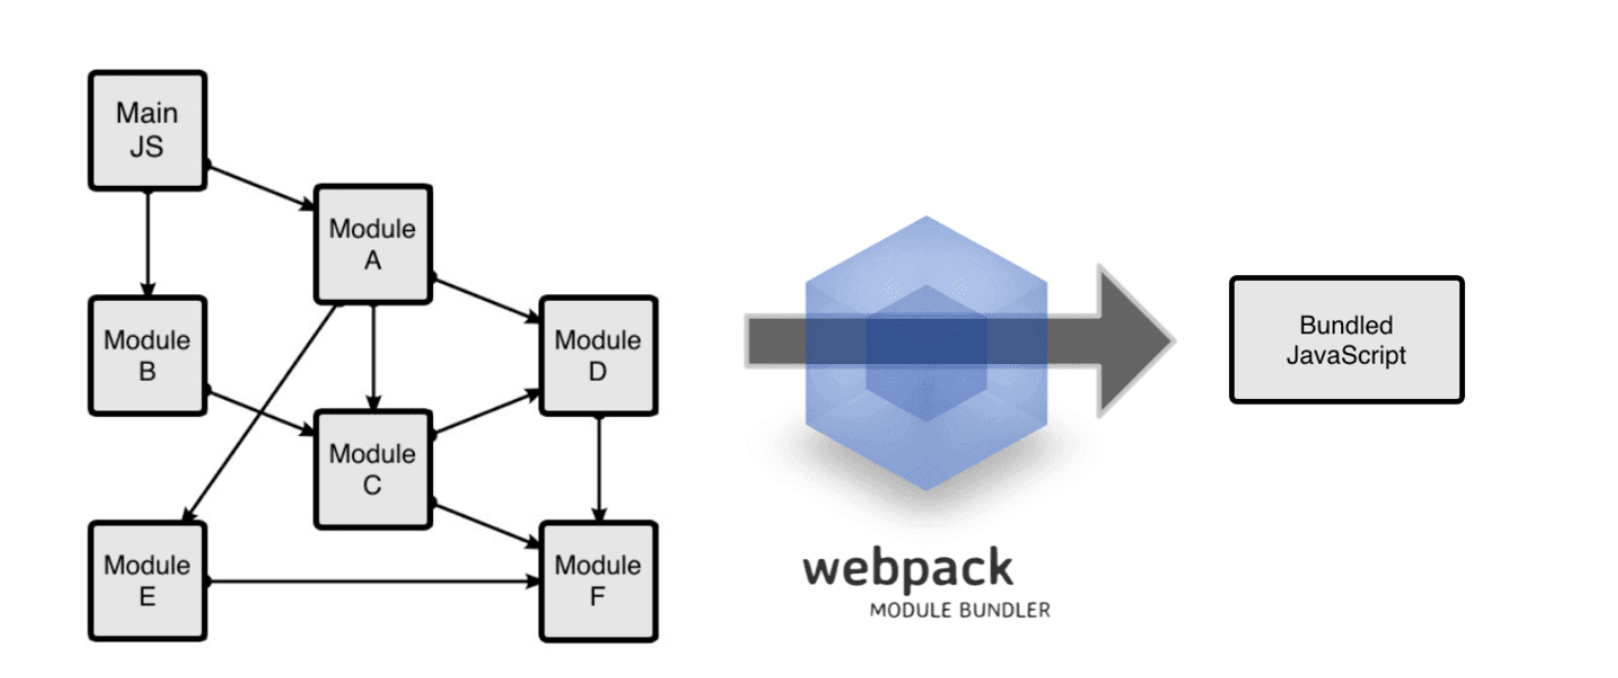 Main
JS
Module
A
Module
B
Module
D
Module
C
Module
E
Module
F
webpack
MODULE BUNDLER
Bundled
JavaScript